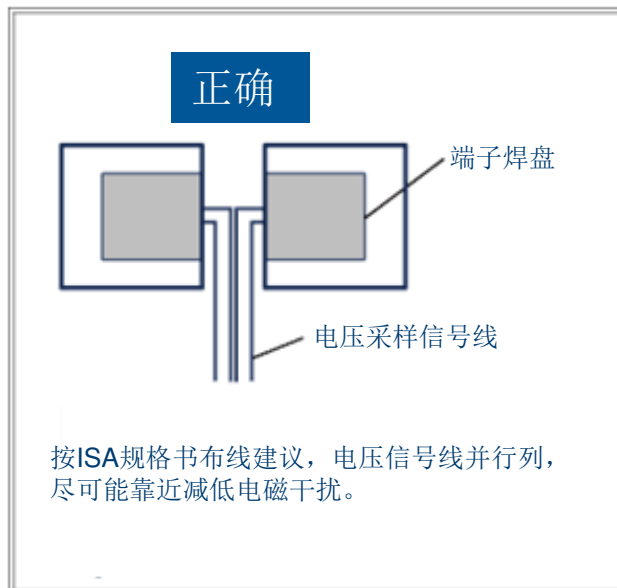 正确
端子焊盘
电压采样信号线
按ISA规格书布线建议，电压信号线并行列，
尽可能靠近减低电磁干扰。